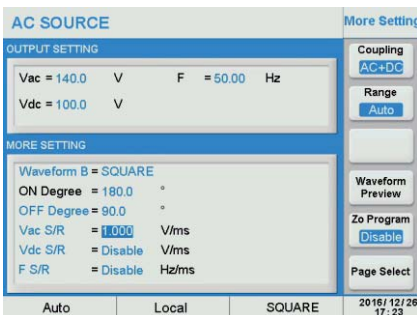 AC SOURCE
More Setting
OUTPUT SETTING
Vac = 140.0 V F = 50.00 Hz
Vdc = 100.0 V
MORE SETTING
Waveform B = SQUARE
ON Degree = 180.0 °
OFF Degree = 90.0 °
Vac S/R = 1.000 V/ms
Vdc S/R = Disable V/ms
F S/R = Disable Hz/ms
Coupling
AC+DC
Range
Auto
Waveform
Preview
Zo Program
Disable
Page Select
Auto Local SQUARE
2016/12/26
17:23